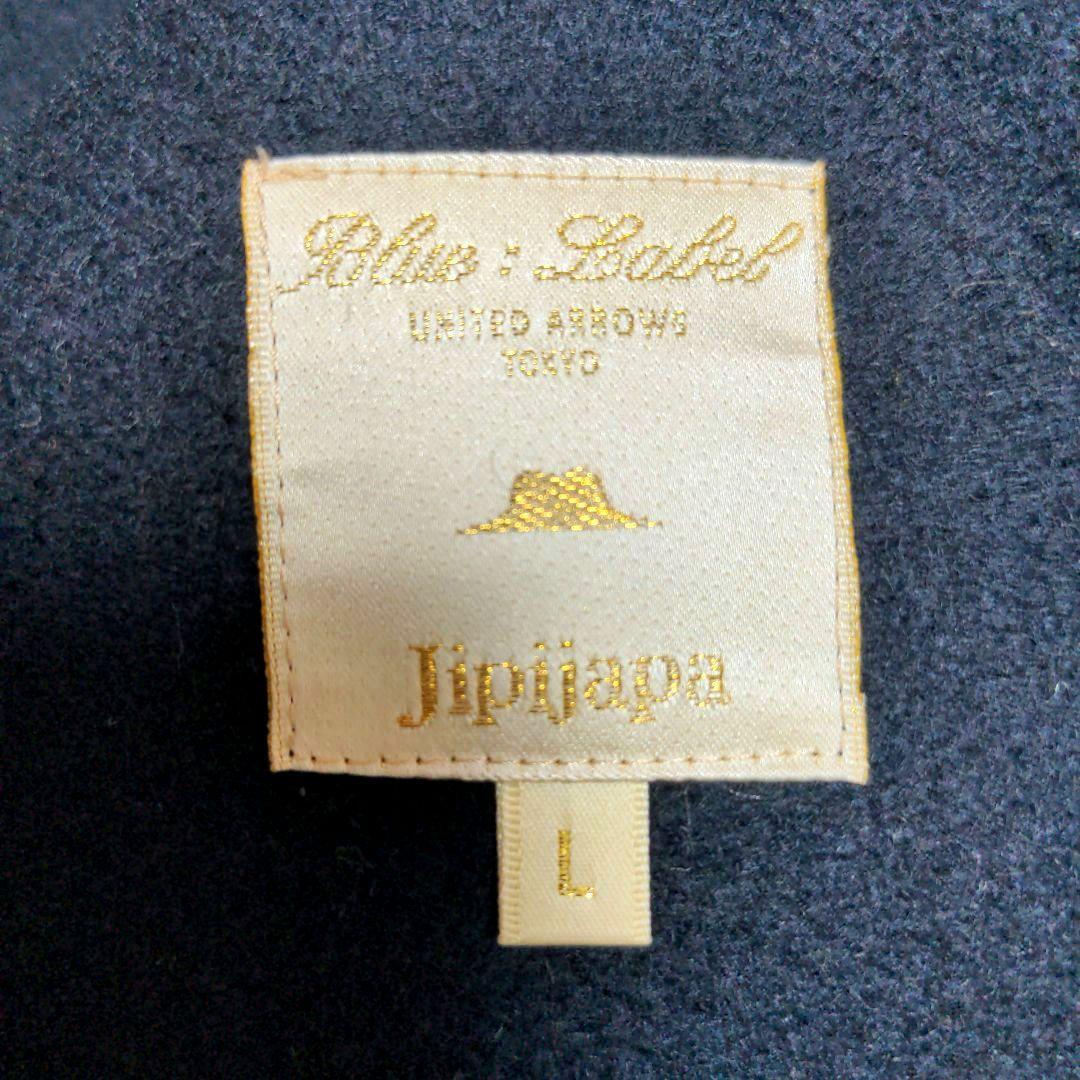 Blue : Label
UNITED ARROWS
TOKYO
Jipijapa
L